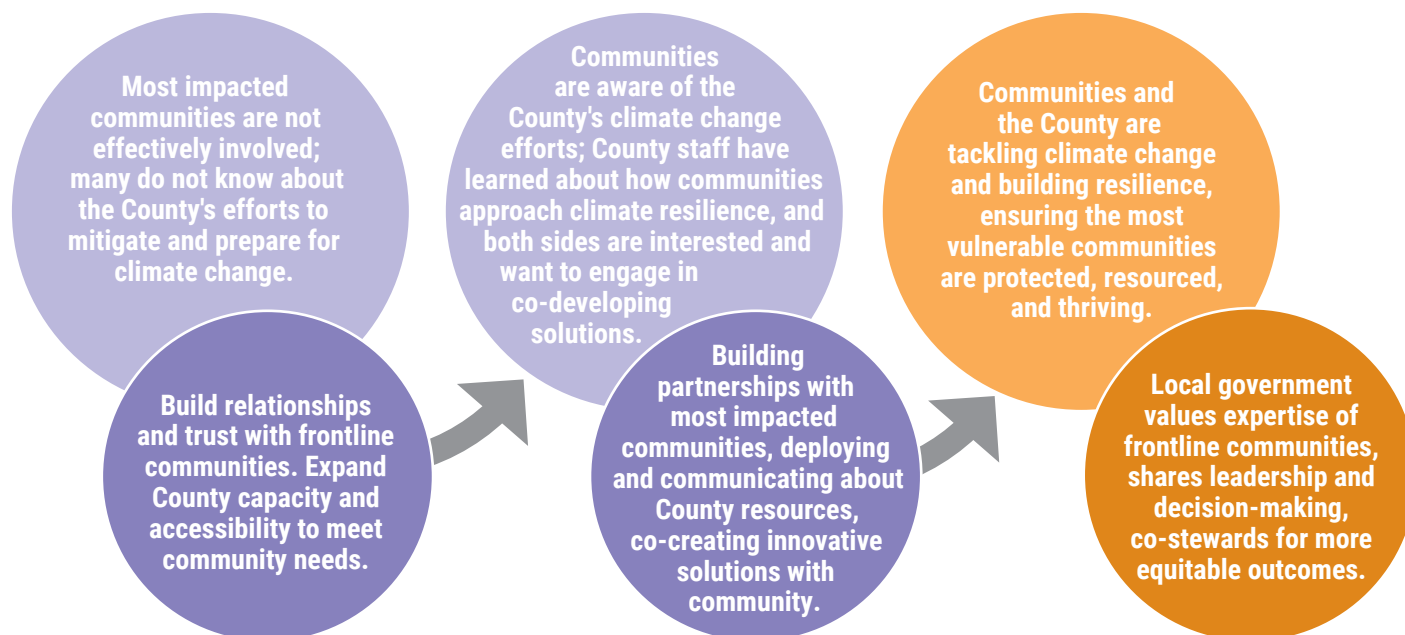 Most impacted
communities are not
effectively involved;
many do not know about
the County's efforts to
mitigate and prepare for
climate change.
Build relationships
and trust with frontline
communities. Expand
County capacity and
accessibility to meet
community needs.
Communities
are aware of the
County's climate change
efforts; County staff have
learned about how communities
approach climate resilience, and
both sides are interested and
want to engage in
co-developing
solutions.
Building
partnerships with
most impacted
communities, deploying
and communicating about
County resources,
co-creating innovative
solutions with
community.
Communities and
the County are
tackling climate change
and building resilience,
ensuring the most
vulnerable communities
are protected, resourced,
and thriving.
Local government
values expertise of
frontline communities,
shares leadership and
decision-making,
co-stewards for more
equitable outcomes.